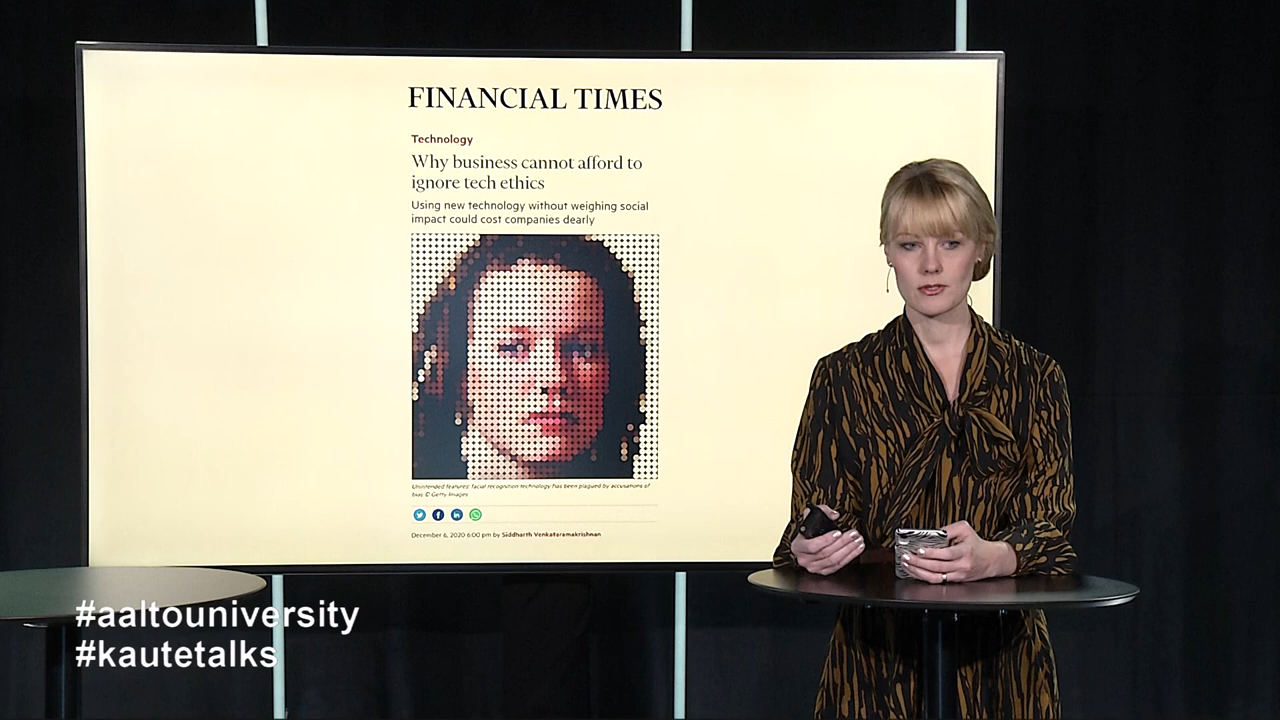 FINANCIAL TIMES
Technology
Why business cannot afford to
ignore tech ethics
Using new technology without weighing social
impact could cost companies dearly
Unintended features: facial recognition technology has been plagued by accusations of
bias © Getty Images
December 6, 2020 6:00 pm by Siddharth Venkataramakrishnan
#aaltouniversity
#kautetalks